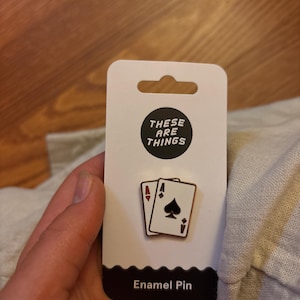 THESE
ARE
THINGS
A A
A
Enamel Pin